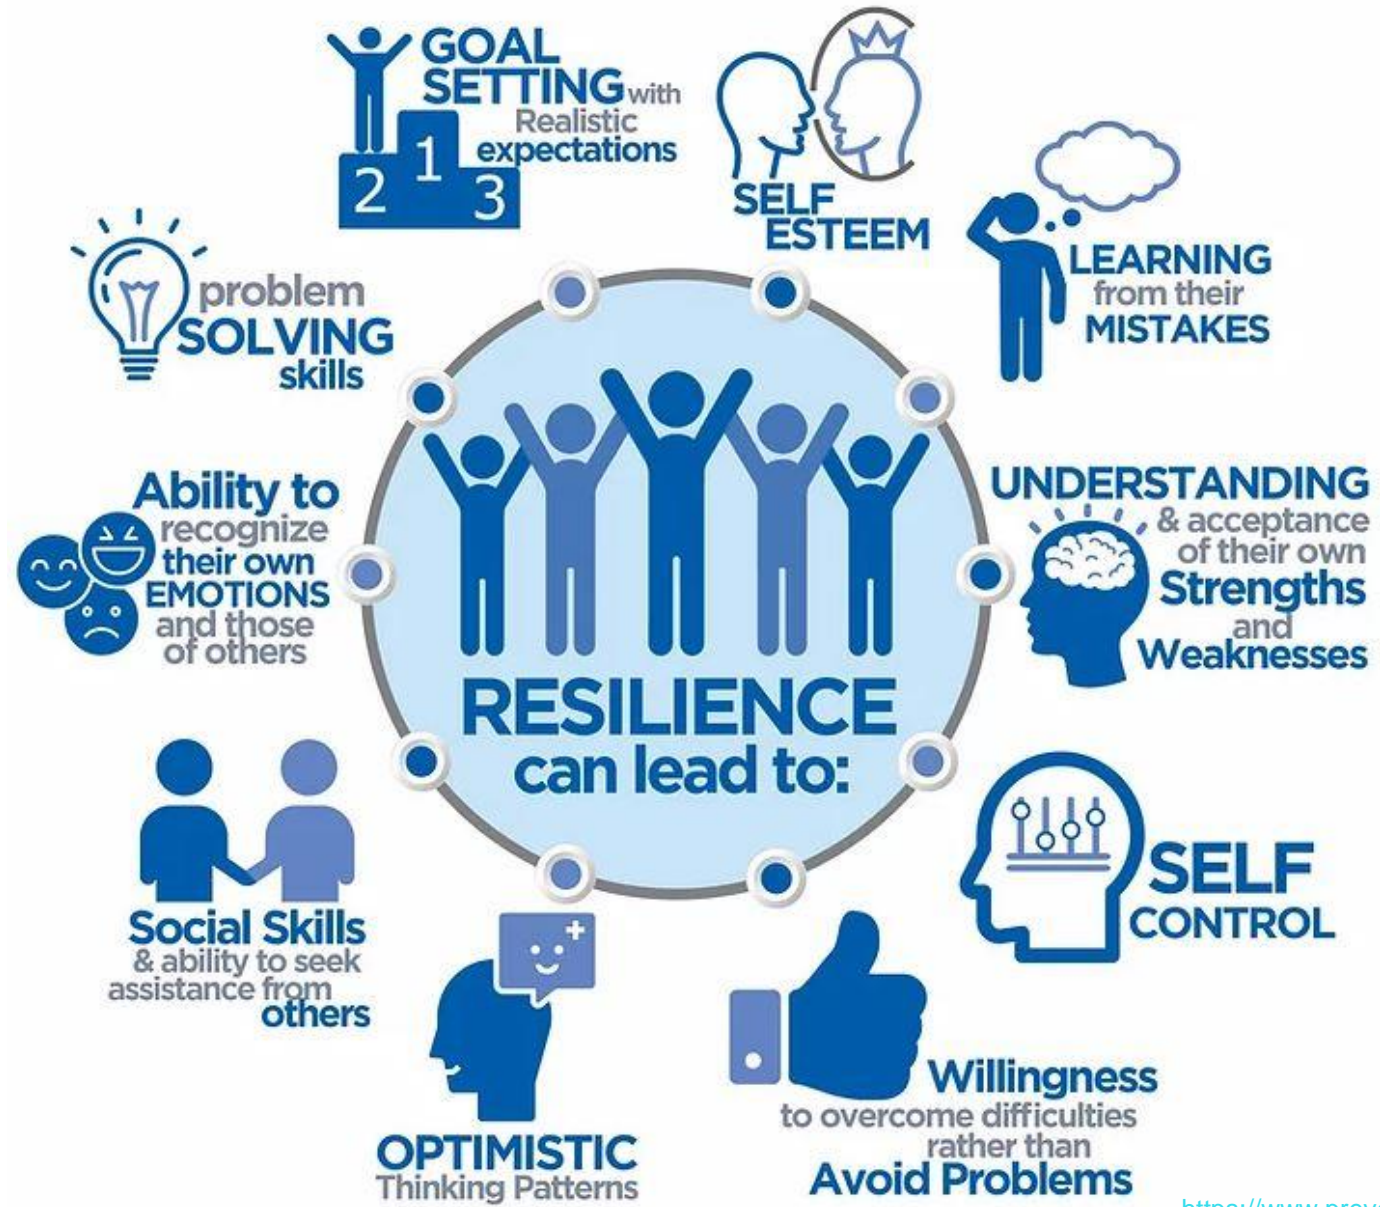 GOAL
SETTING with
Realistic
expectations
1
2
3
SELF
ESTEEM
LEARNING
from their
MISTAKES
UNDERSTANDING
& acceptance
of their own
Strengths
and
Weaknesses
SELF
CONTROL
Willingness
to overcome difficulties
rather than
Avoid Problems
OPTIMISTIC
Thinking Patterns
Social Skills
& ability to seek
assistance from
others
Ability to
recognize
their own
EMOTIONS
and those
of others
problem
SOLVING
skills
RESILIENCE
can lead to: